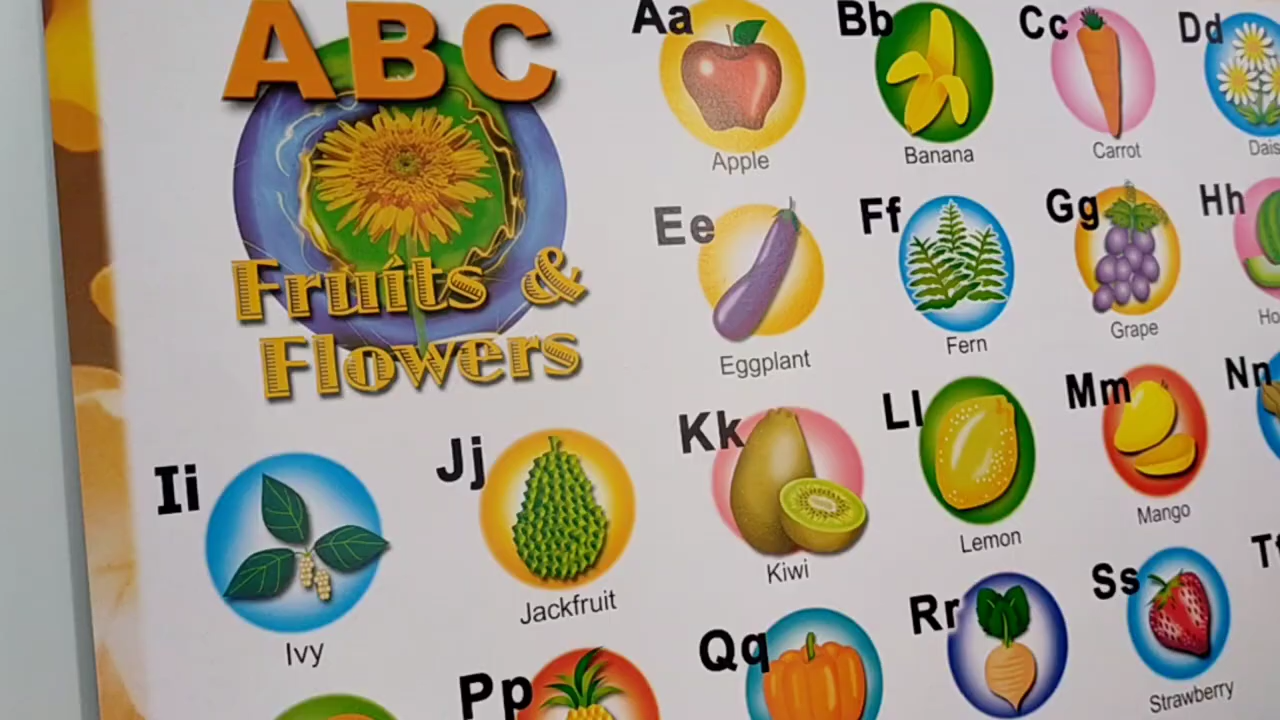 ABC
Fruits &
Flowers
Aa
Apple
Bb
Banana
Cc
Carrot
Dd
Ee
Eggplant
Ff
Fern
Gg
Grape
Hh
Ii
Ivy
Jj
Jackfruit
Kk
Kiwi
Ll
Lemon
Mm
Mango
Nn
Pp
Qq
Rr
Ss
Strawberry